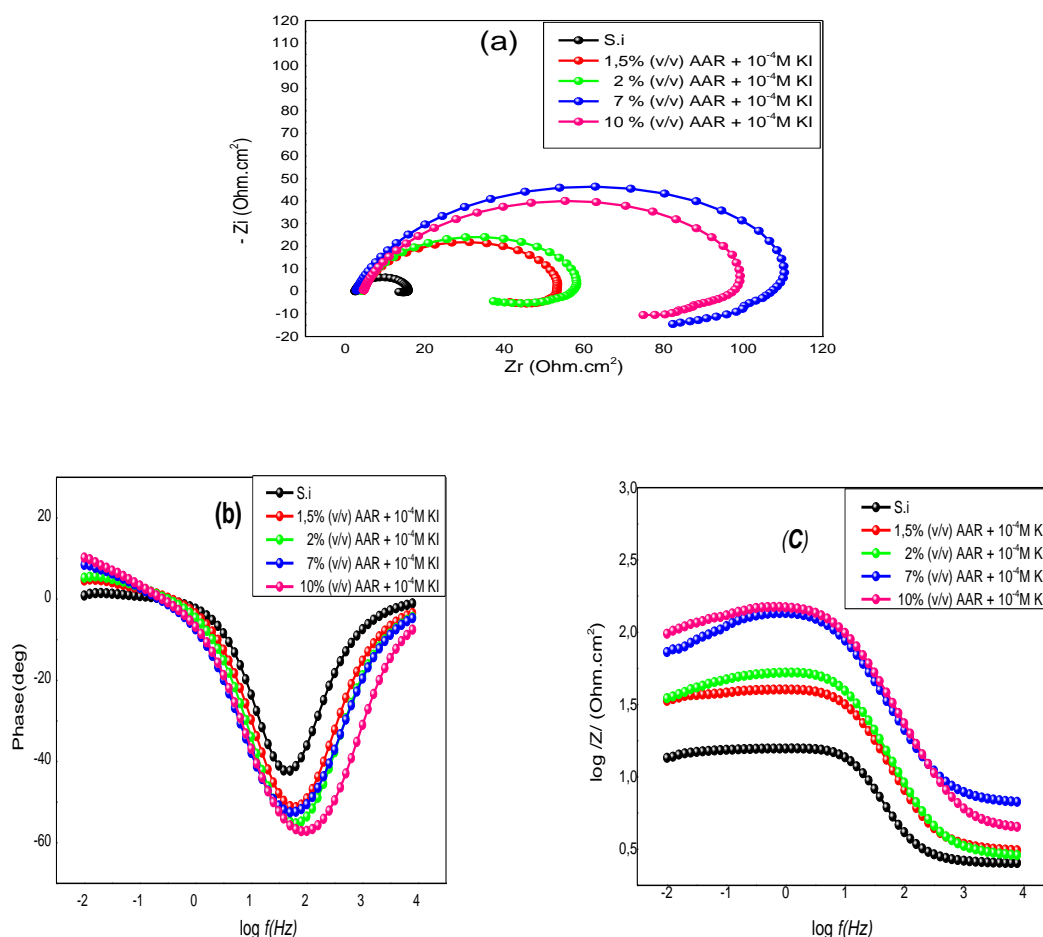 (a)
S.i
1,5% (v/v) AAR + 10⁻⁴M KI
2 % (v/v) AAR + 10⁻⁴M KI
7 % (v/v) AAR + 10⁻⁴M KI
10 % (v/v) AAR + 10⁻⁴M KI
120
110
100
90
80
70
60
50
40
30
20
10
0
-10
-20
- Zi (Ohm.cm²)
0 20 40 60 80 100 120
Zr (Ohm.cm²)
(b)
S.i
1,5% (v/v) AAR + 10⁻⁴M KI
2% (v/v) AAR + 10⁻⁴M KI
7% (v/v) AAR + 10⁻⁴M KI
10% (v/v) AAR + 10⁻⁴M KI
20
0
-20
-40
-60
Phase(deg)
-2 -1 0 1 2 3 4
log f(Hz)
(C)
S.i
1,5% (v/v) AAR + 10⁻⁴M KI
2% (v/v) AAR + 10⁻⁴M KI
7% (v/v) AAR + 10⁻⁴M KI
10% (v/v) AAR + 10⁻⁴M KI
3,0
2,5
2,0
1,5
1,0
0,5
log /Z/ (Ohm.cm²)
-2 -1 0 1 2 3 4
log f(Hz)